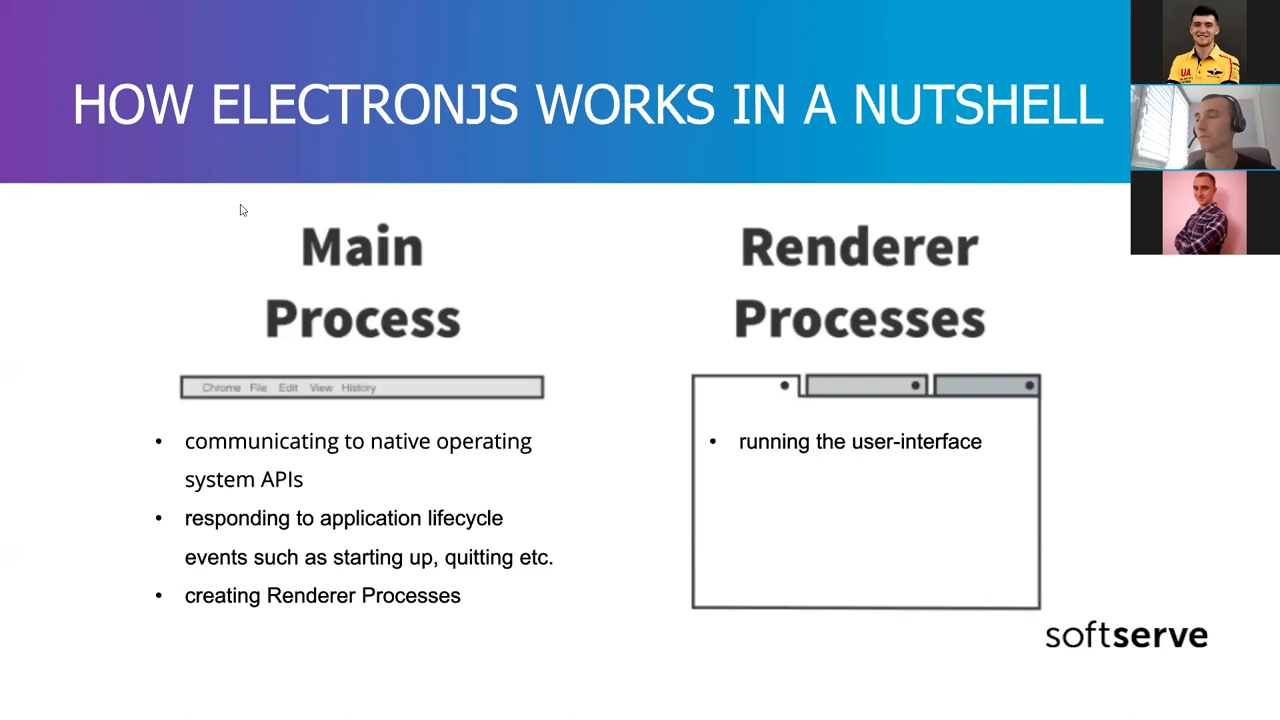 HOW ELECTRONJS WORKS IN A NUTSHELL
UA
Main
Process
Chrome File Edit View History
• communicating to native operating
system APIs
• responding to application lifecycle
events such as starting up, quitting etc.
• creating Renderer Processes
Renderer
Processes
• running the user-interface
softserve